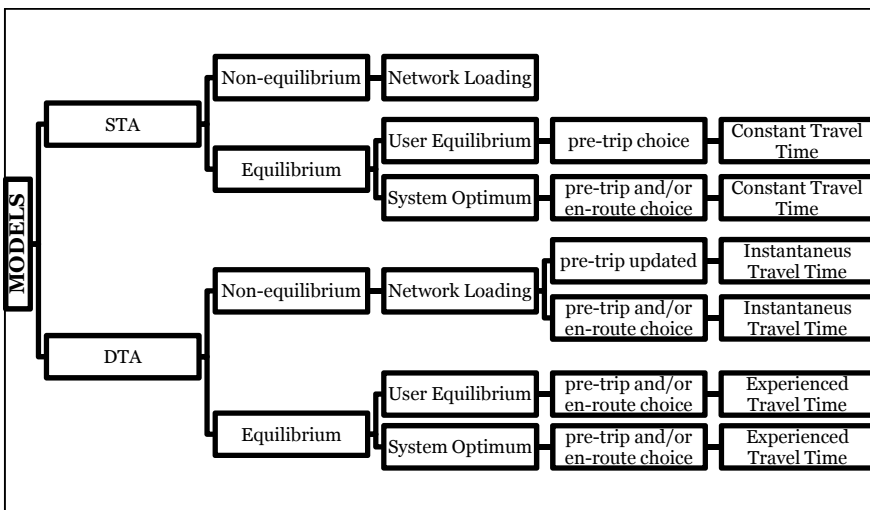 MODELS
STA
Non-equilibrium
Network Loading
Equilibrium
User Equilibrium
pre-trip choice
Constant Travel
Time
System Optimum
pre-trip and/or
en-route choice
Constant Travel
Time
DTA
Non-equilibrium
Network Loading
pre-trip updated
Instantaneus
Travel Time
pre-trip and/or
en-route choice
Instantaneus
Travel Time
Equilibrium
User Equilibrium
pre-trip and/or
en-route choice
Experienced
Travel Time
System Optimum
pre-trip and/or
en-route choice
Experienced
Travel Time